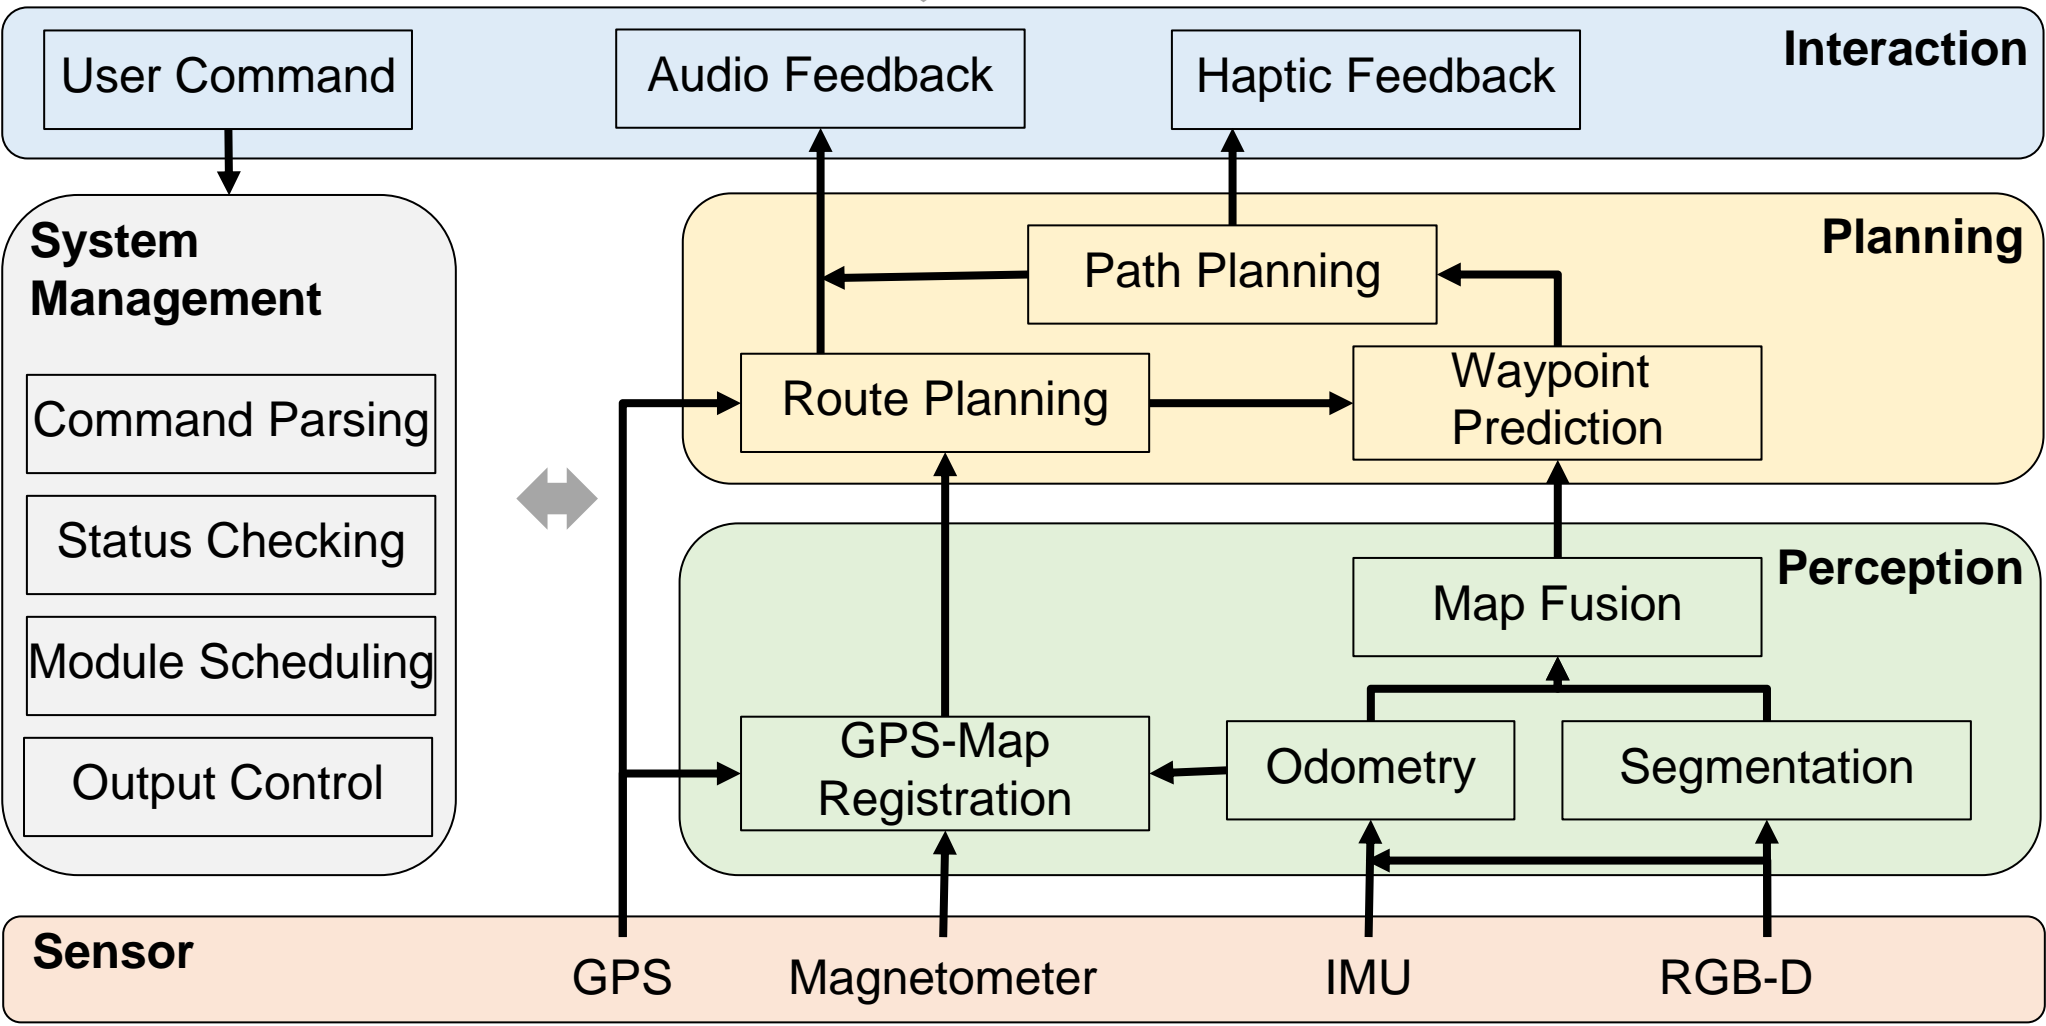 User Command
Audio Feedback
Haptic Feedback
Interaction
System
Management
Command Parsing
Status Checking
Module Scheduling
Output Control
Planning
Path Planning
Route Planning
Waypoint
Prediction
Perception
Map Fusion
GPS-Map
Registration
Odometry
Segmentation
Sensor
GPS
Magnetometer
IMU
RGB-D